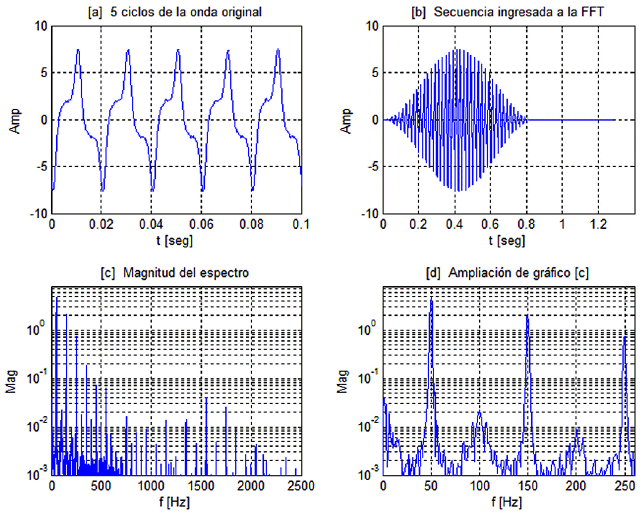 [a] 5 ciclos de la onda original
[b] Secuencia ingresada a la FFT
10
5
0
-5
-10
Amp
0 0.02 0.04 0.06 0.08 0.1
t [seg]
10
5
0
-5
-10
Amp
0 0.2 0.4 0.6 0.8 1 1.2
t [seg]
[c] Magnitud del espectro
[d] Ampliación de gráfico [c]
10^0
10^-1
10^-2
10^-3
Mag
0 500 1000 1500 2000 2500
f [Hz]
10^0
10^-1
10^-2
10^-3
Mag
0 50 100 150 200 250
f [Hz]